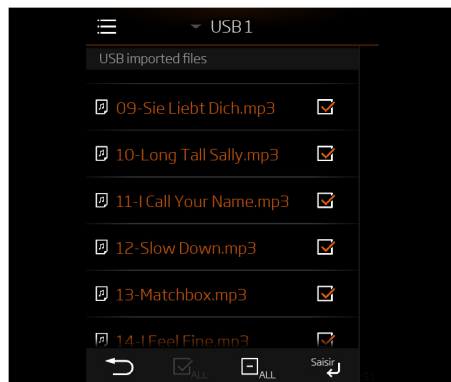 USB 1
USB imported files
09-Sie Liebt Dich.mp3
10-Long Tall Sally.mp3
11-I Call Your Name.mp3
12-Slow Down.mp3
13-Matchbox.mp3
14-I Feel Fine.mp3
ALL
ALL
Saisir